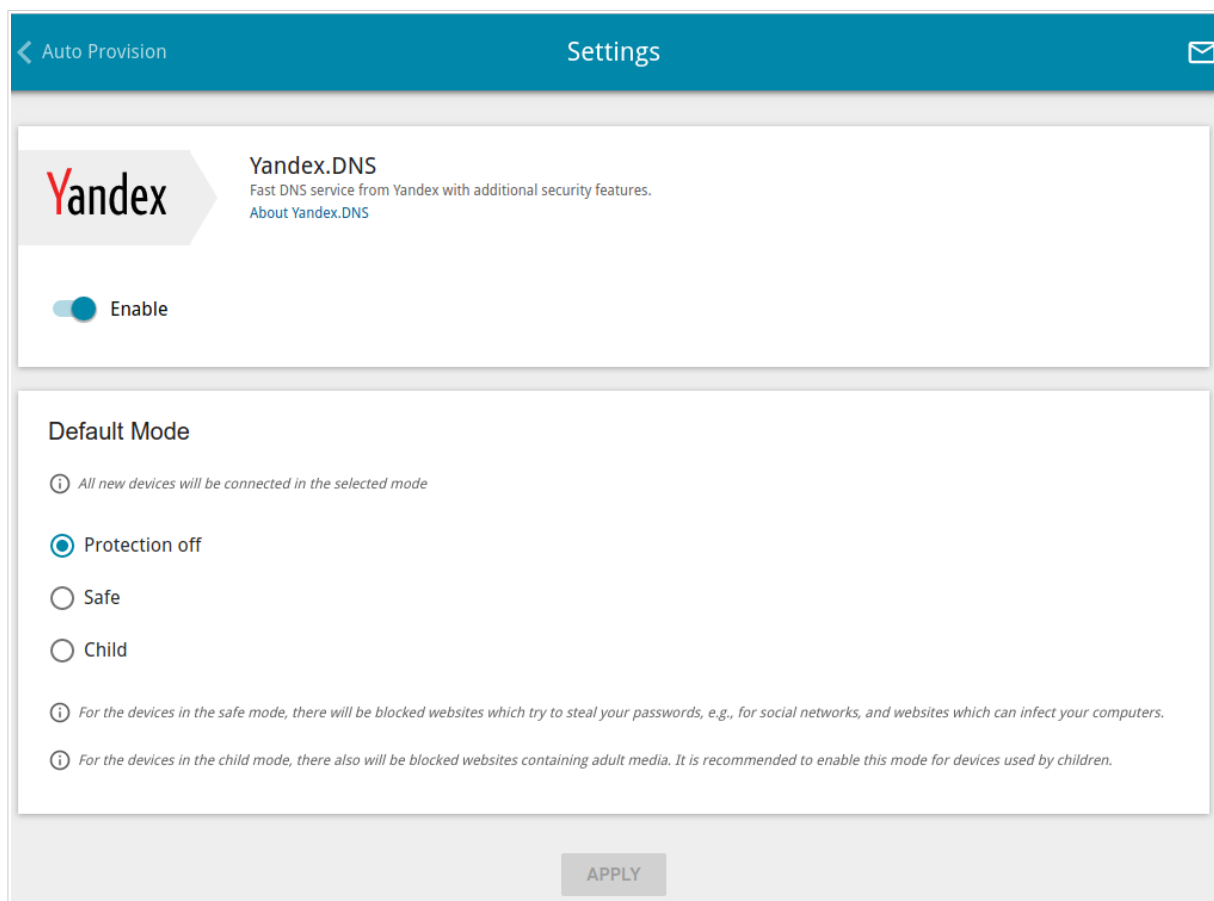 Auto Provision
Settings
Yandex
Yandex.DNS
Fast DNS service from Yandex with additional security features.
About Yandex.DNS
Enable
Default Mode
All new devices will be connected in the selected mode
Protection off
Safe
Child
For the devices in the safe mode, there will be blocked websites which try to steal your passwords, e.g., for social networks, and websites which can infect your computers.
For the devices in the child mode, there also will be blocked websites containing adult media. It is recommended to enable this mode for devices used by children.
APPLY